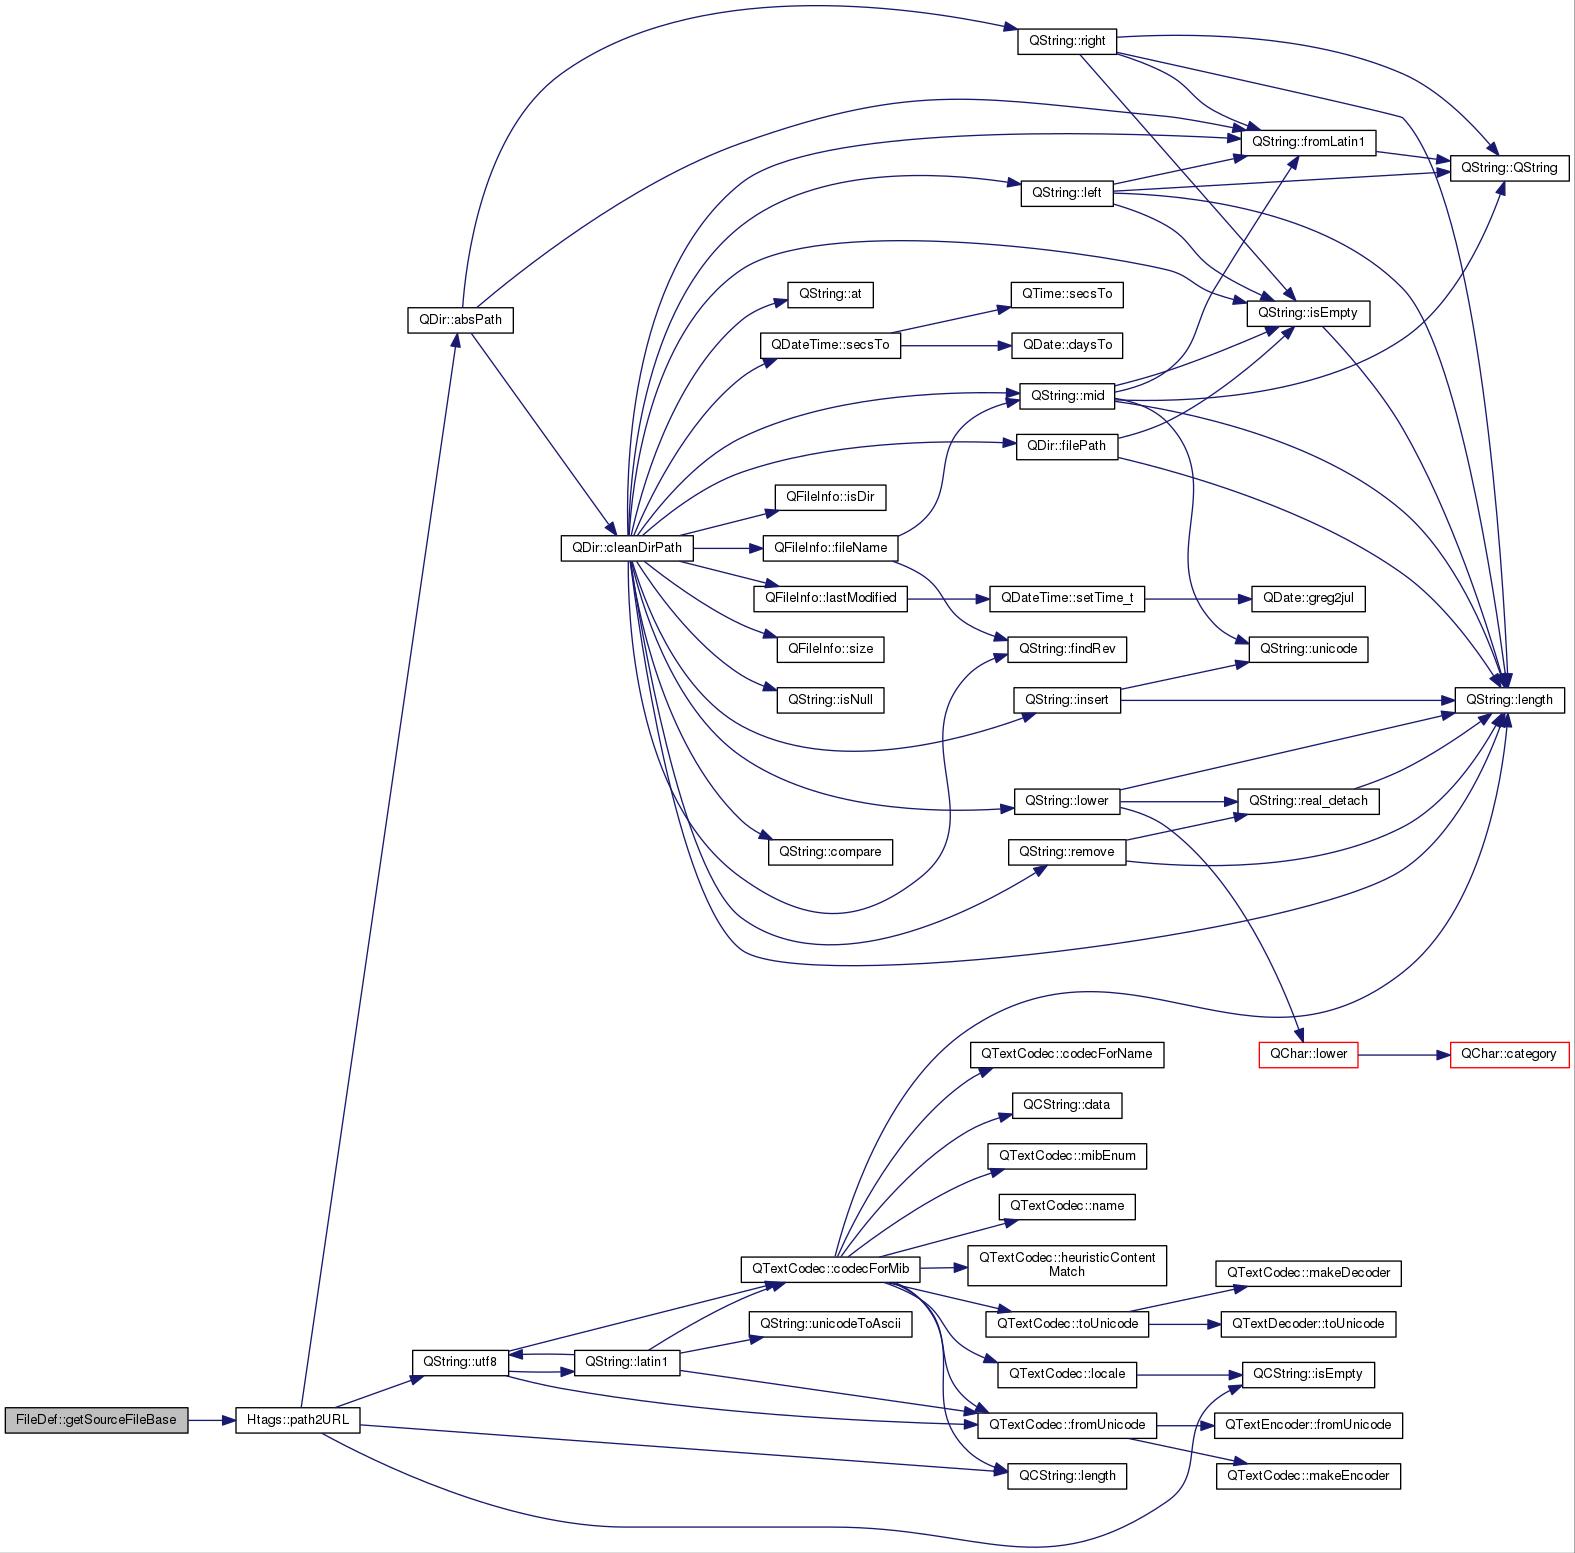 QString::right
QString::fromLatin1
QString::QString
QString::left
QString::at
QTime::secsTo
QString::isEmpty
QDir::absPath
QDateTime::secsTo
QDate::daysTo
QString::mid
QDir::filePath
QFileInfo::isDir
QDir::cleanDirPath
QFileInfo::fileName
QFileInfo::lastModified
QDateTime::setTime_t
QDate::greg2jul
QFileInfo::size
QString::findRev
QString::unicode
QString::isNull
QString::insert
QString::length
QString::lower
QString::real_detach
QString::compare
QString::remove
QTextCodec::codecForName
QChar::lower
QChar::category
QCString::data
QTextCodec::mibEnum
QTextCodec::name
QTextCodec::codecForMib
QTextCodec::heuristicContent
Match
QTextCodec::makeDecoder
QString::unicodeToAscii
QTextCodec::toUnicode
QTextDecoder::toUnicode
QString::utf8
QString::latin1
QTextCodec::locale
QCString::isEmpty
FileDef::getSourceFileBase
Htags::path2URL
QTextCodec::fromUnicode
QTextEncoder::fromUnicode
QCString::length
QTextCodec::makeEncoder